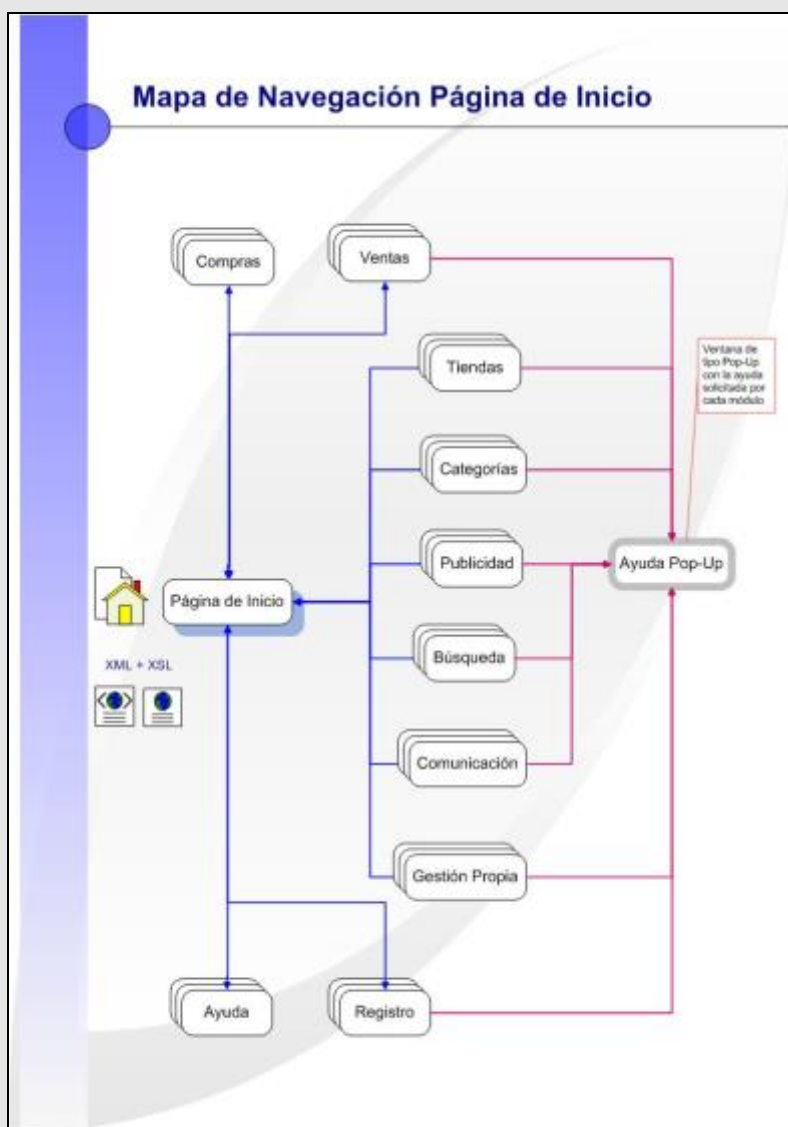 Mapa de Navegación Página de Inicio
Compras
Ventas
Tiendas
Ventana de
tipo Pop-Up
con la ayuda
solicitada por
cada módulo
Categorías
Publicidad
Ayuda Pop-Up
Página de Inicio
Búsqueda
XML + XSL
Comunicación
Gestión Propia
Ayuda
Registro